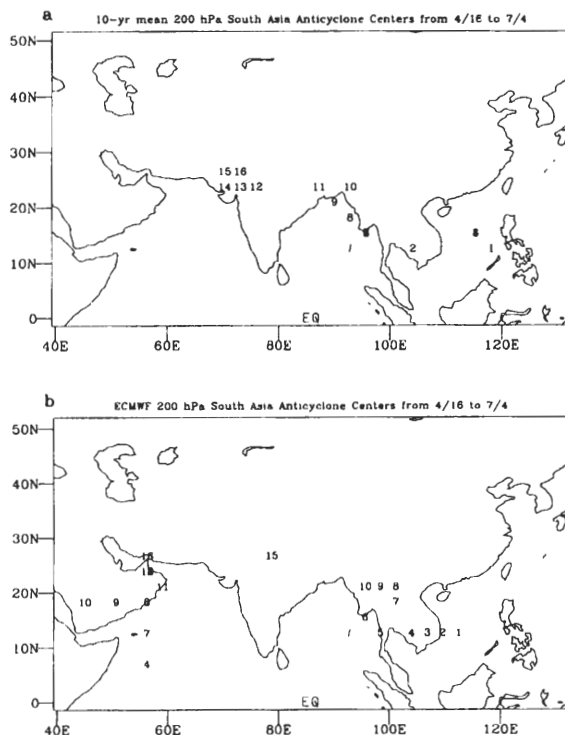 a
10-yr mean 200 hPa South Asia Anticyclone Centers from 4/16 to 7/4
50N
40N
30N
15 16
14 13 12 11 10
20N
9
8
1
2
10N
0
EQ
40E 60E 80E 100E 120E
b
ECMWF 200 hPa South Asia Anticyclone Centers from 4/16 to 7/4
50N
40N
30N
15
11 10 9 8
20N
10 9 7
7 5 4 3 2 1
10N
4
0
EQ
40E 60E 80E 100E 120E